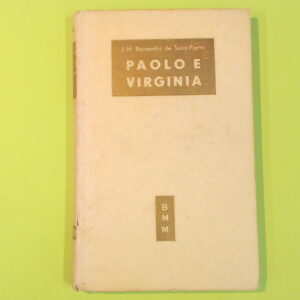 J. H. Bernardin de Saint-Pierre
PAOLO E
VIRGINIA
B
M
M